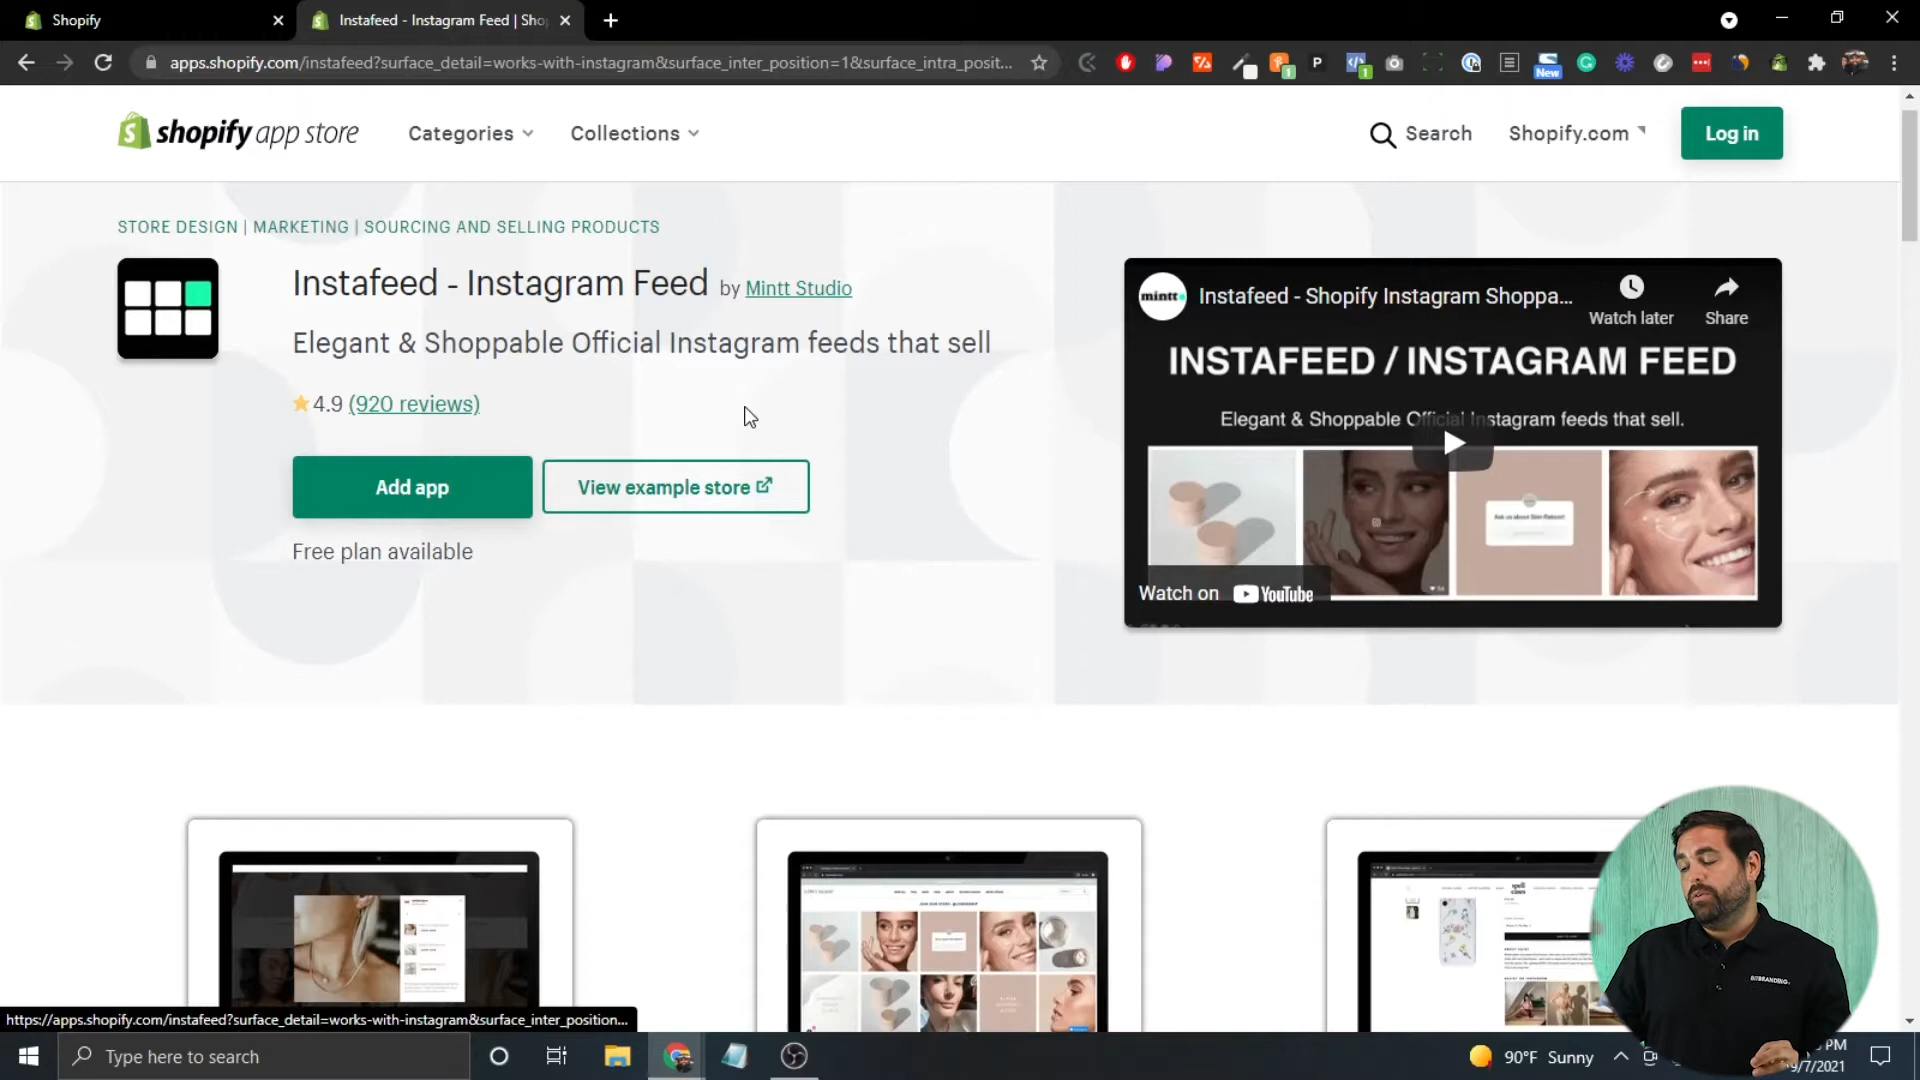 Shopify
Instafeed - Instagram Feed | Sho
apps.shopify.com/instafeed?surface_detail=works-with-instagram&surface_inter_position=1&surface_intra_posit...
New
shopify app store
Categories
Collections
Search
Shopify.com
Log in
STORE DESIGN | MARKETING | SOURCING AND SELLING PRODUCTS
Instafeed - Instagram Feed by Mintt Studio
Elegant & Shoppable Official Instagram feeds that sell
4.9 (920 reviews)
Add app
View example store
Free plan available
mintt
Instafeed - Shopify Instagram Shoppa...
Watch later
Share
INSTAFEED / INSTAGRAM FEED
Elegant & Shoppable Official Instagram feeds that sell.
Watch on YouTube
BITBRANDING
https://apps.shopify.com/instafeed?surface_detail=works-with-instagram&surface_inter_position...
Type here to search
90°F Sunny
PM
9/7/2021